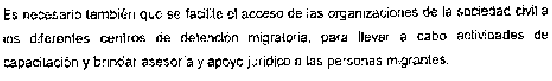 Es necesario también que se facilite el acceso de las organizaciones de la sociedad civil a
los diferentes centros de detención migratoria, para llevar a cabo actividades de
capacitación y brindar asesoría y apoyo jurídico a las personas migrantes.